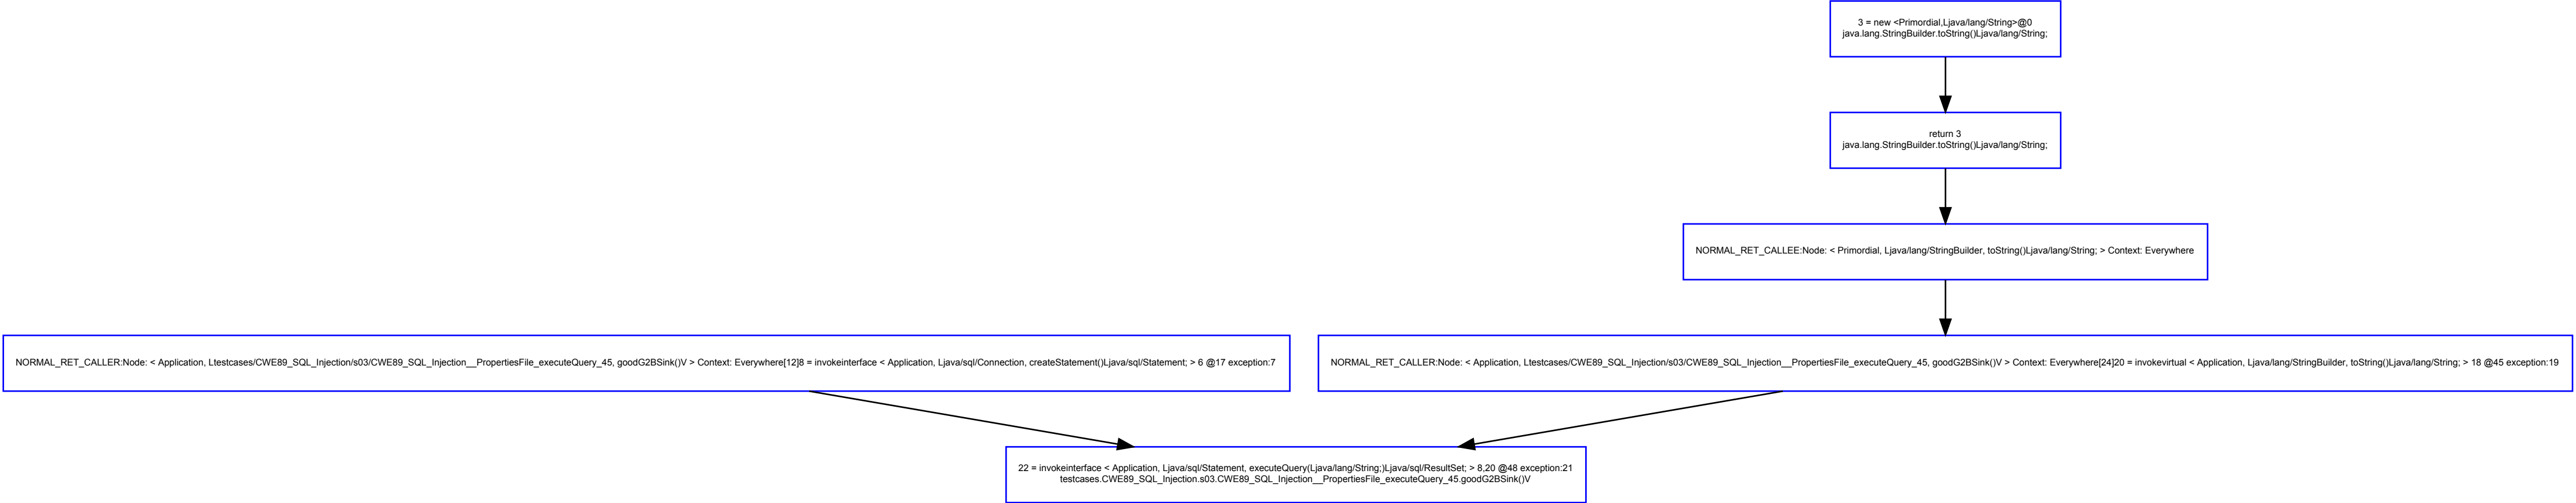 3 = new <Primordial,Ljava/lang/String>@0
java.lang.StringBuilder.toString()Ljava/lang/String;
return 3
java.lang.StringBuilder.toString()Ljava/lang/String;
NORMAL_RET_CALLEE:Node: < Primordial, Ljava/lang/StringBuilder, toString()Ljava/lang/String; > Context: Everywhere
NORMAL_RET_CALLER:Node: < Application, Ltestcases/CWE89_SQL_Injection/s03/CWE89_SQL_Injection__PropertiesFile_executeQuery_45, goodG2BSink()V > Context: Everywhere[12]8 = invokeinterface < Application, Ljava/sql/Connection, createStatement()Ljava/sql/Statement; > 6 @17 exception:7
NORMAL_RET_CALLER:Node: < Application, Ltestcases/CWE89_SQL_Injection/s03/CWE89_SQL_Injection__PropertiesFile_executeQuery_45, goodG2BSink()V > Context: Everywhere[24]20 = invokevirtual < Application, Ljava/lang/StringBuilder, toString()Ljava/lang/String; > 18 @45 exception:19
22 = invokeinterface < Application, Ljava/sql/Statement, executeQuery(Ljava/lang/String;)Ljava/sql/ResultSet; > 8,20 @48 exception:21
testcases.CWE89_SQL_Injection.s03.CWE89_SQL_Injection__PropertiesFile_executeQuery_45.goodG2BSink()V